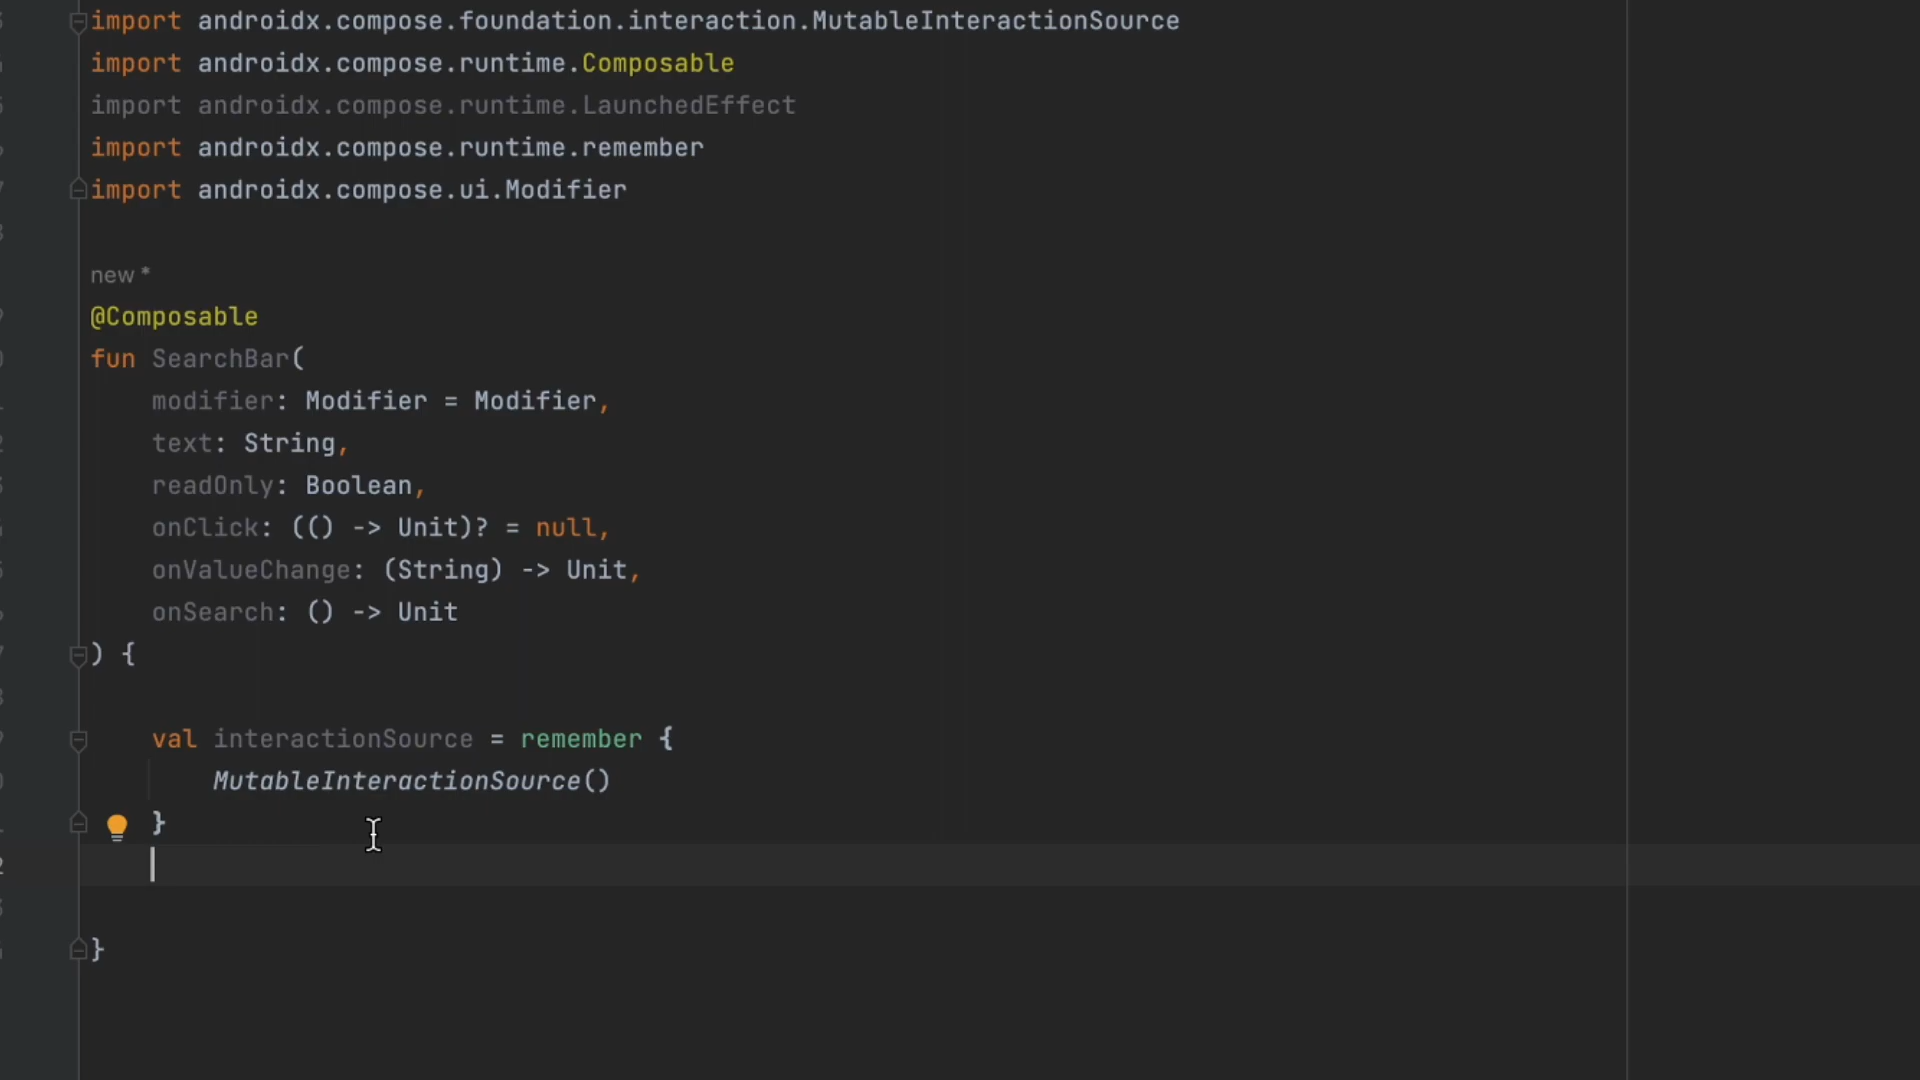 import androidx.compose.foundation.interaction.MutableInteractionSource
import androidx.compose.runtime.Composable
import androidx.compose.runtime.LaunchedEffect
import androidx.compose.runtime.remember
import androidx.compose.ui.Modifier
new *
@Composable
fun SearchBar(
    modifier: Modifier = Modifier,
    text: String,
    readOnly: Boolean,
    onClick: (() -> Unit)? = null,
    onValueChange: (String) -> Unit,
    onSearch: () -> Unit
) {
    val interactionSource = remember {
        MutableInteractionSource()
    }
}